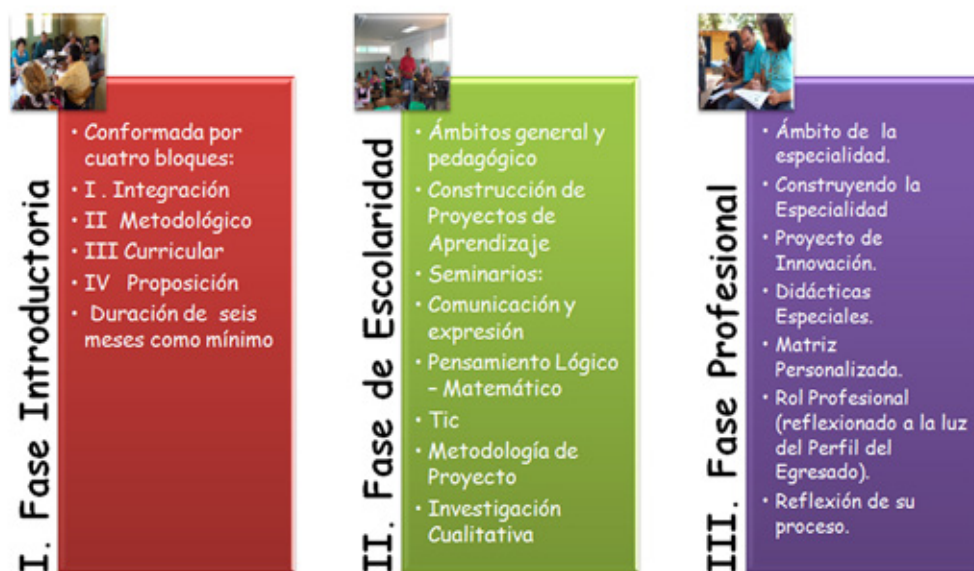 I. Fase Introductoria
• Conformada por
cuatro bloques:
• I . Integración
• II Metodológico
• III Curricular
• IV Proposición
• Duración de seis
meses como mínimo
II. Fase de Escolaridad
• Ámbitos general y
pedagógico
• Construcción de
Proyectos de
Aprendizaje
• Seminarios:
• Comunicación y
expresión
• Pensamiento Lógico
– Matemático
• Tic
• Metodología de
Proyecto
• Investigación
Cualitativa
III. Fase Profesional
• Ámbito de la
especialidad.
• Construyendo la
Especialidad
• Proyecto de
Innovación.
• Didácticas
Especiales.
• Matriz
Personalizada.
• Rol Profesional
(reflexionado a la luz
del Perfil del
Egresado).
• Reflexión de su
proceso.